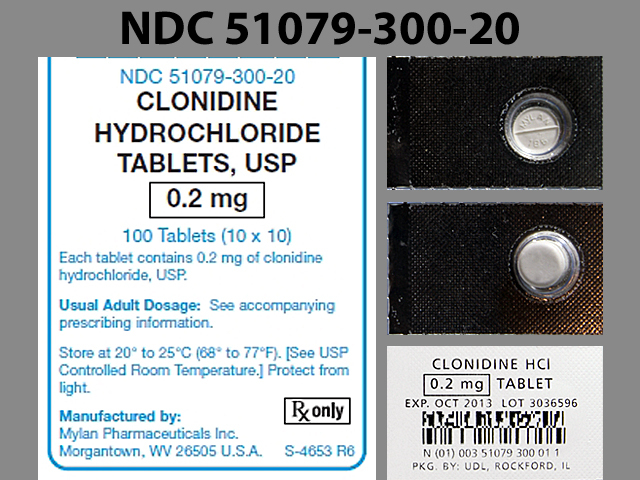 NDC 51079-300-20
NDC 51079-300-20
CLONIDINE
HYDROCHLORIDE
TABLETS, USP
0.2 mg
100 Tablets (10 x 10)
Each tablet contains 0.2 mg of clonidine
hydrochloride, USP.
Usual Adult Dosage: See accompanying
prescribing information.
Store at 20° to 25°C (68° to 77°F). [See USP
Controlled Room Temperature.] Protect from
light.
Manufactured by:
Mylan Pharmaceuticals Inc.
Morgantown, WV 26505 U.S.A.
Rx only
S-4653 R6
MYLAN
186
CLONIDINE HCl
0.2 mg TABLET
EXP. OCT 2013 LOT 3036596
N (01) 003 51079 300 01 1
PKG. BY: UDL, ROCKFORD, IL